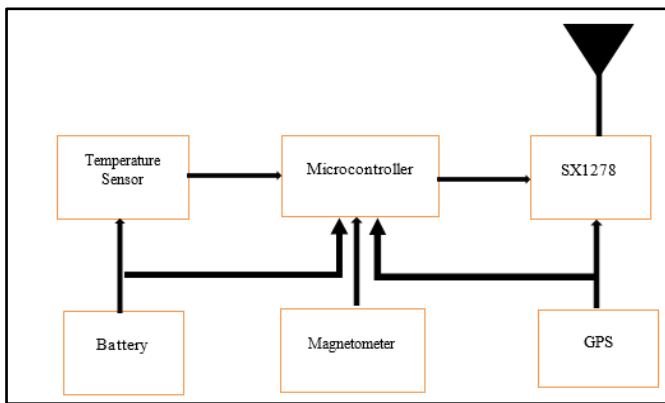 Temperature
Sensor
Microcontroller
SX1278
Battery
Magnetometer
GPS